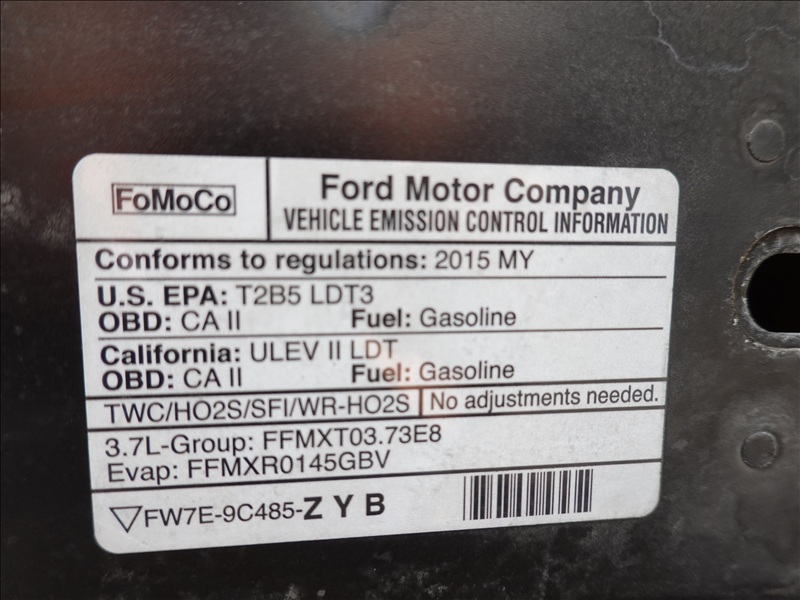 FoMoCo
Ford Motor Company
VEHICLE EMISSION CONTROL INFORMATION
Conforms to regulations: 2015 MY
U.S. EPA: T2B5 LDT3
OBD: CA II Fuel: Gasoline
California: ULEV II LDT
OBD: CA II Fuel: Gasoline
TWC/HO2S/SFI/WR-HO2S No adjustments needed.
3.7L-Group: FFMXT03.73E8
Evap: FFMXR0145GBV
FW7E-9C485-Z Y B